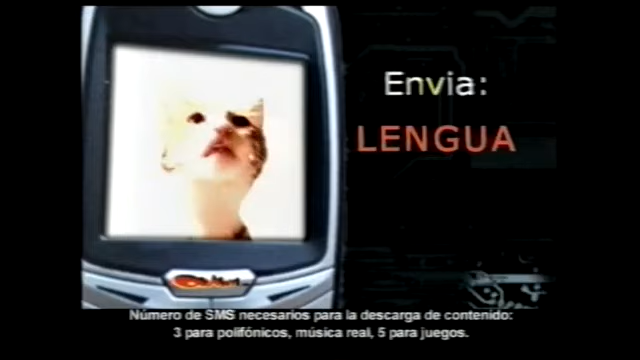 Envia:
LENGUA
Número de SMS necesarios para la descarga de contenido:
3 para polifónicos, música real, 5 para juegos.